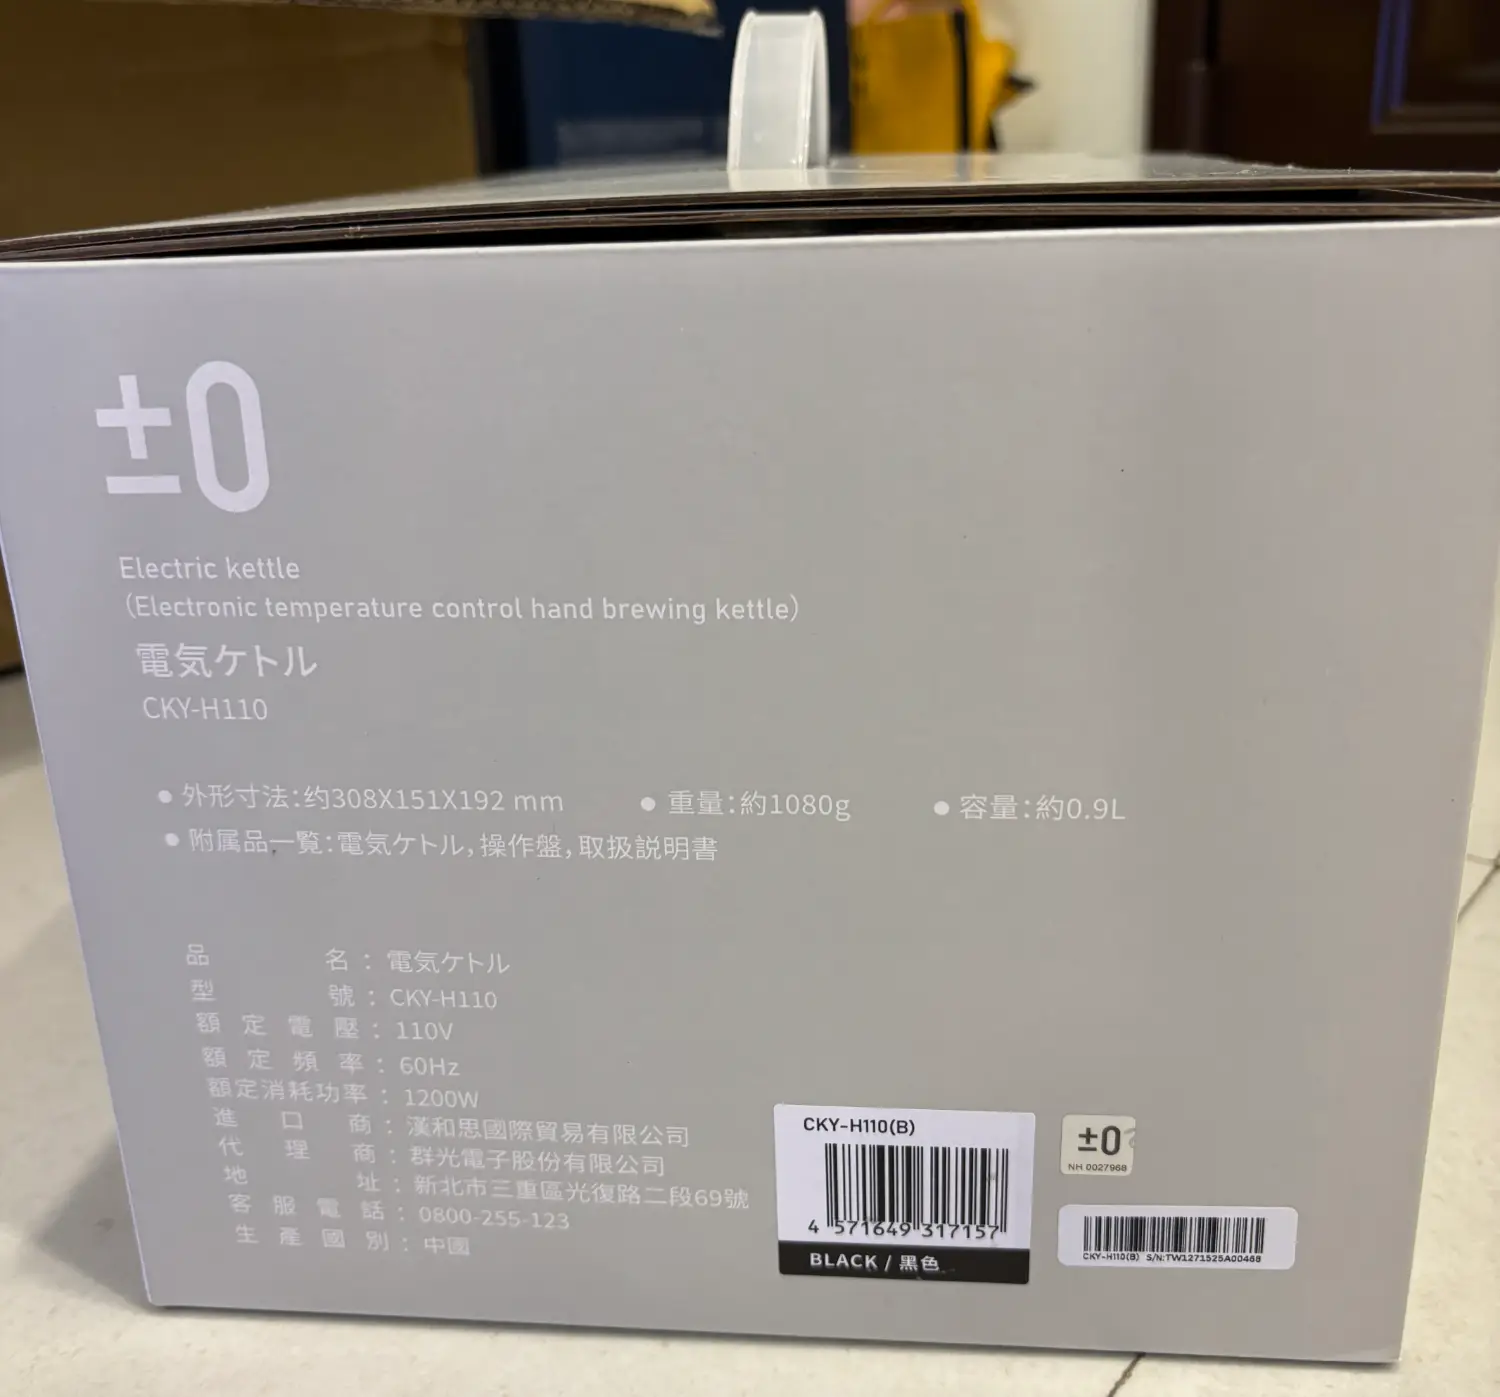 ±0
Electric kettle
(Electronic temperature control hand brewing kettle)
電気ケトル
CKY-H110
● 外形寸法:约308X151X192 mm ● 重量:約1080g ● 容量:約0.9L
● 附属品一覧:電気ケトル,操作盤,取扱説明書
品名:電気ケトル
型號:CKY-H110
額定電壓:110V
額定頻率:60Hz
額定消耗功率:1200W
進口商:漢和思國際貿易有限公司
代理商:群光電子股份有限公司
地址:新北市三重區光復路二段69號
客服電話:0800-255-123
生產國別:中國
CKY-H110(B)
4 571649 317157
BLACK / 黒色
±0
NH 0027968
CKY-H110(B) S/N:TW1271525A00468